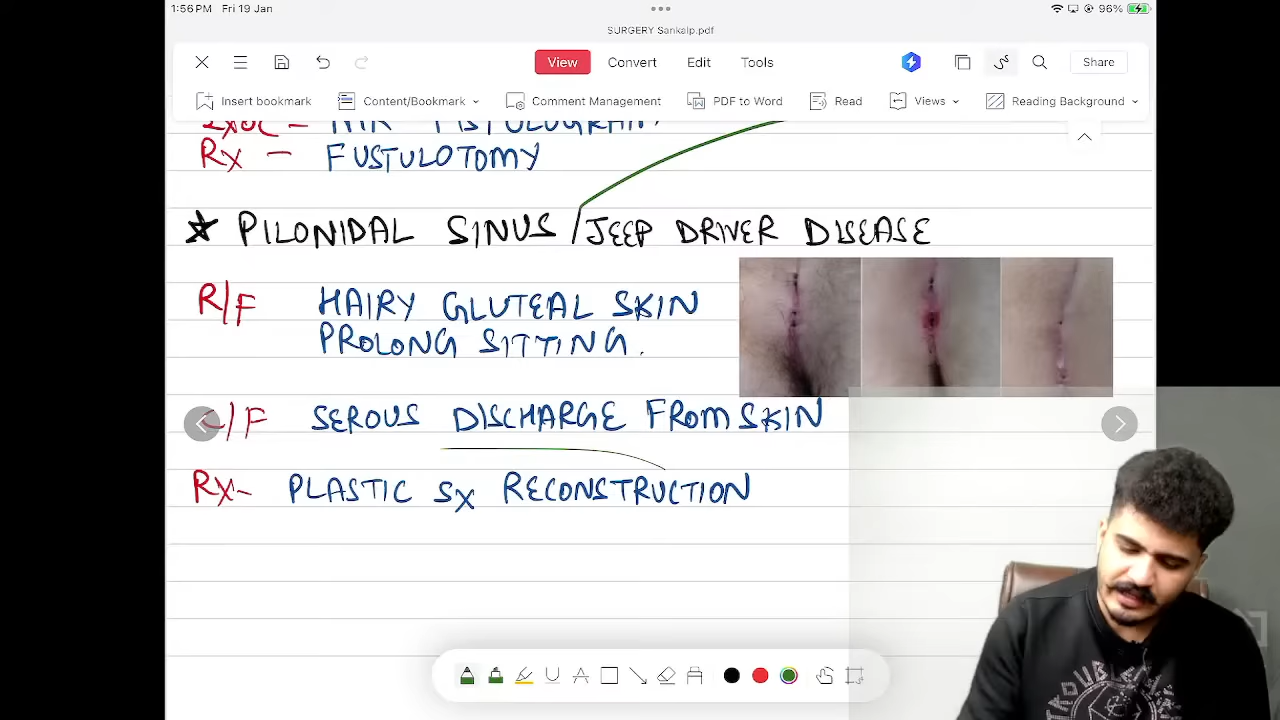 1:56 PM Fri 19 Jan
96%
SURGERY Sankalp.pdf
View Convert Edit Tools Share
Insert bookmark Content/Bookmark Comment Management PDF to Word Read Views Reading Background
RX - FUSTULOTOMY
PILONIDAL SINUS / JEEP DRIVER DISEASE
R/F HAIRY GLUTEAL SKIN
PROLONG SITTING.
C/F SEROUS DISCHARGE FROM SKIN
RX- PLASTIC SX RECONSTRUCTION